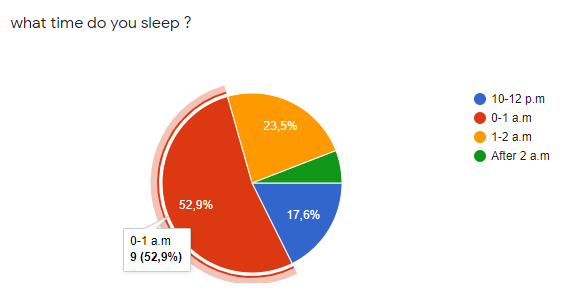 what time do you sleep ?
10-12 p.m
0-1 a.m
1-2 a.m
After 2 a.m
23,5%
52,9%
17,6%
0-1 a.m
9 (52,9%)